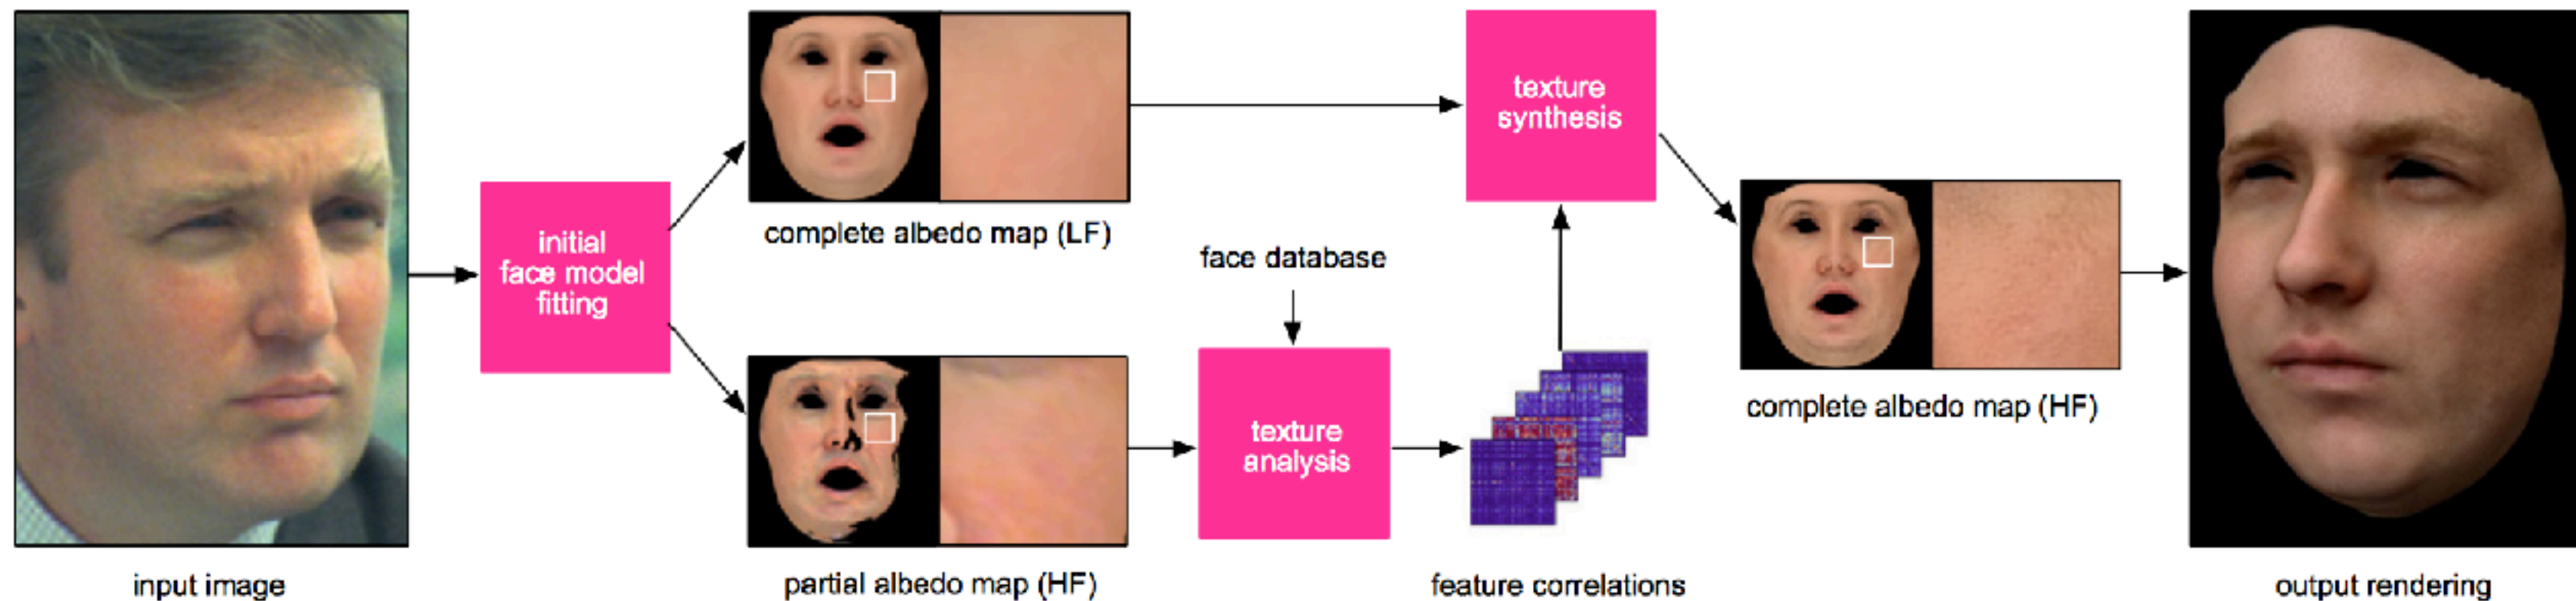 input image
initial
face model
fitting
complete albedo map (LF)
partial albedo map (HF)
face database
texture
analysis
feature correlations
texture
synthesis
complete albedo map (HF)
output rendering